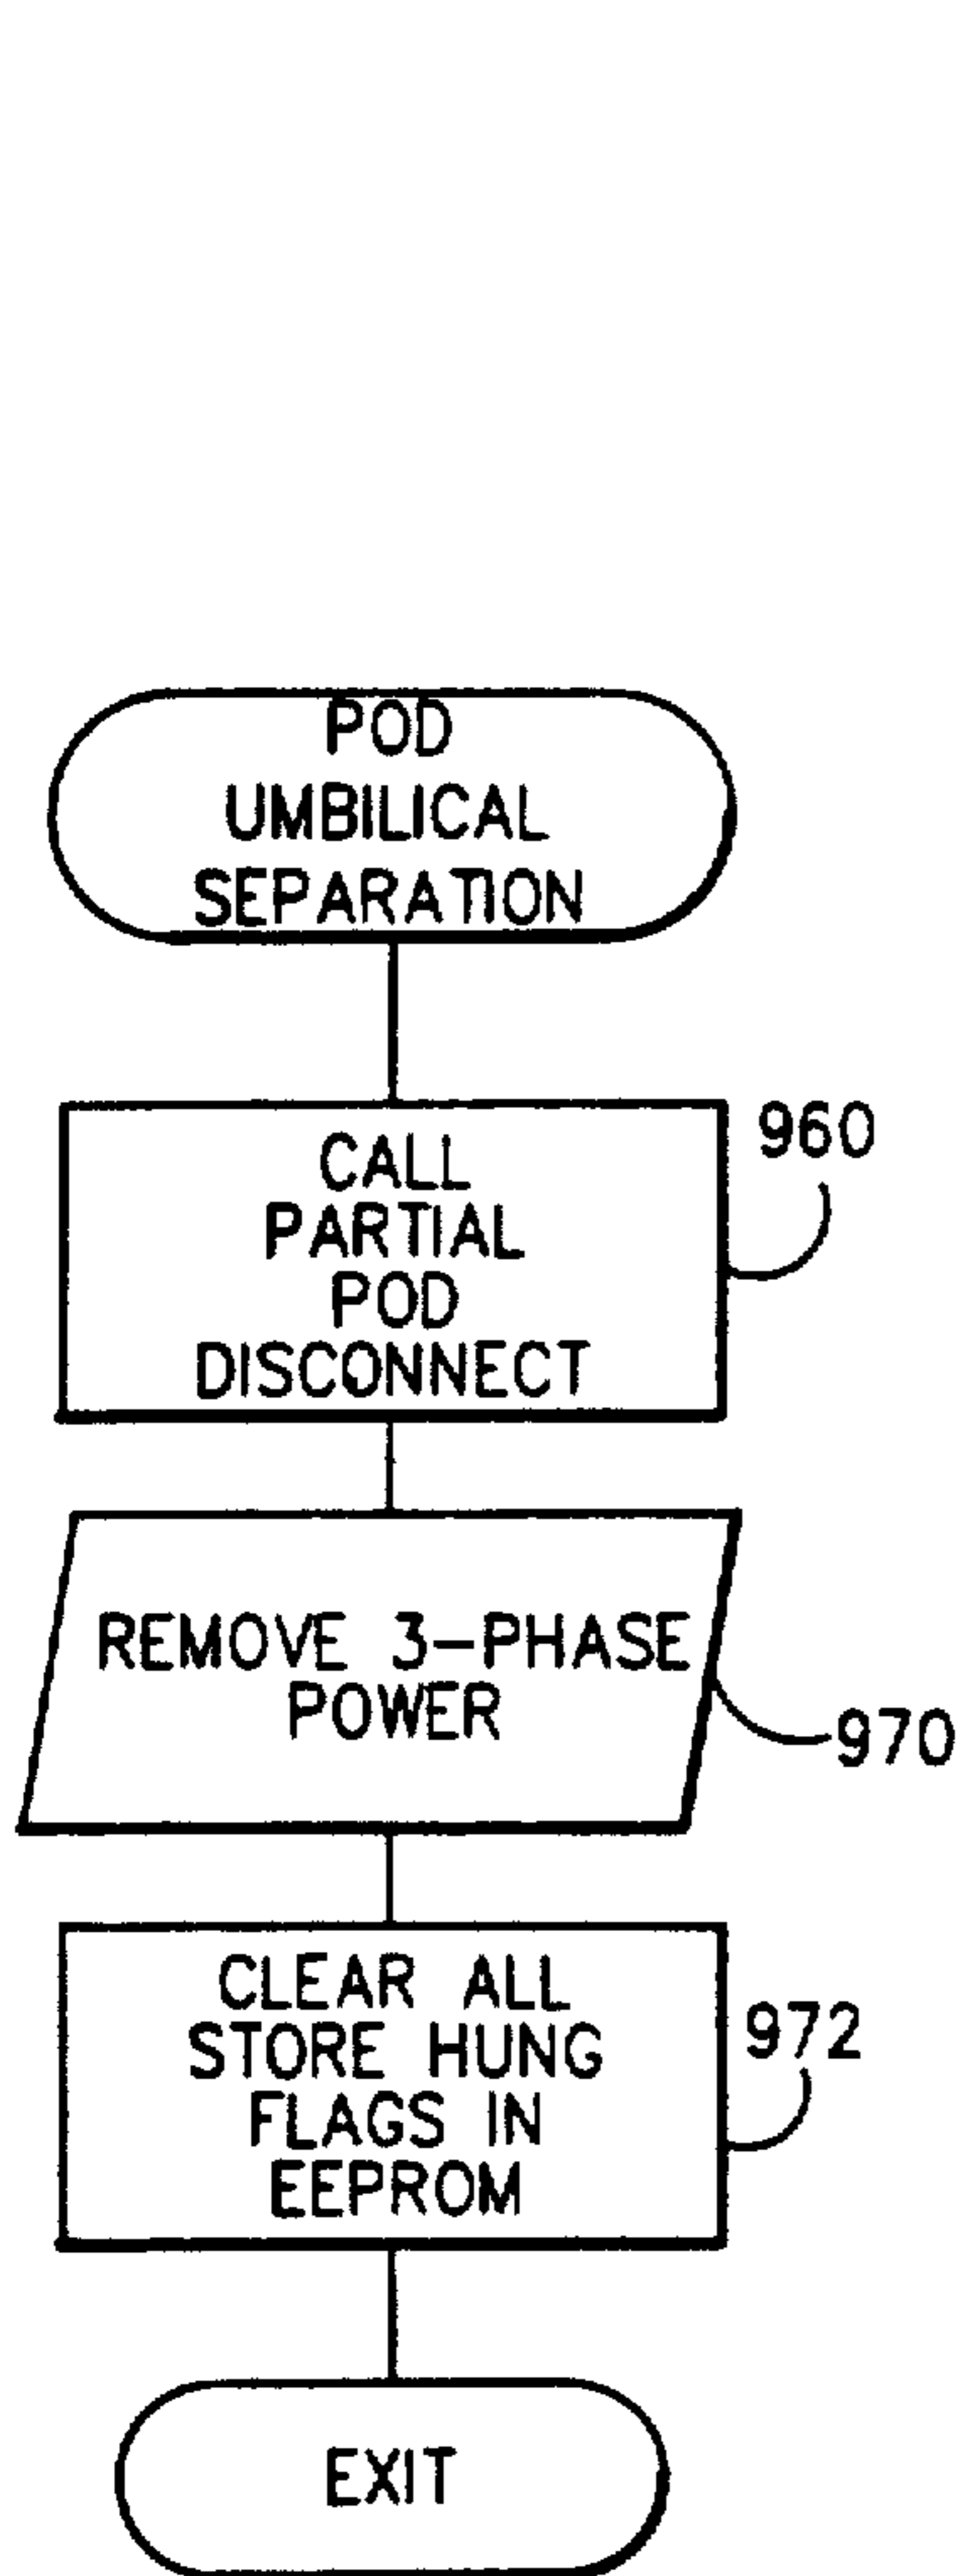 POD
UMBILICAL
SEPARATION
CALL
PARTIAL
POD
DISCONNECT
960
REMOVE 3-PHASE
POWER
970
CLEAR ALL
STORE HUNG
FLAGS IN
EEPROM
972
EXIT